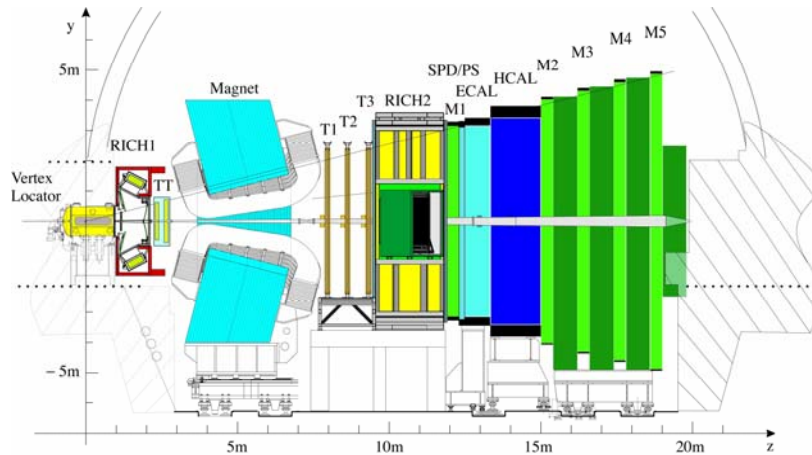 y
5m
Vertex
Locator
RICH1
TT
Magnet
T1
T2
T3
RICH2
M1
SPD/PS
ECAL
HCAL
M2
M3
M4
M5
− 5m
5m
10m
15m
20m
z